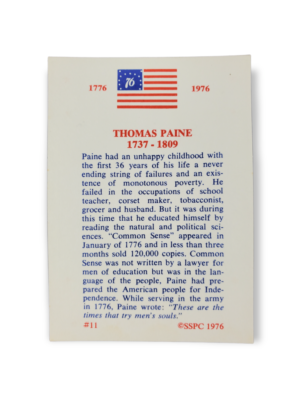 1776 76 1976
THOMAS PAINE
1737 - 1809
Paine had an unhappy childhood with
the first 36 years of his life a never
ending string of failures and an exis-
tence of monotonous poverty. He
failed in the occupations of school
teacher, corset maker, tobacconist,
grocer and husband. But it was during
this time that he educated himself by
reading the natural and political sci-
ences. "Common Sense" appeared in
January of 1776 and in less than three
months sold 120,000 copies. Common
Sense was not written by a lawyer for
men of education but was in the lan-
guage of the people, Paine had pre-
pared the American people for Inde-
pendence. While serving in the army
in 1776, Paine wrote: "These are the
times that try men's souls."
#11 ©SSPC 1976